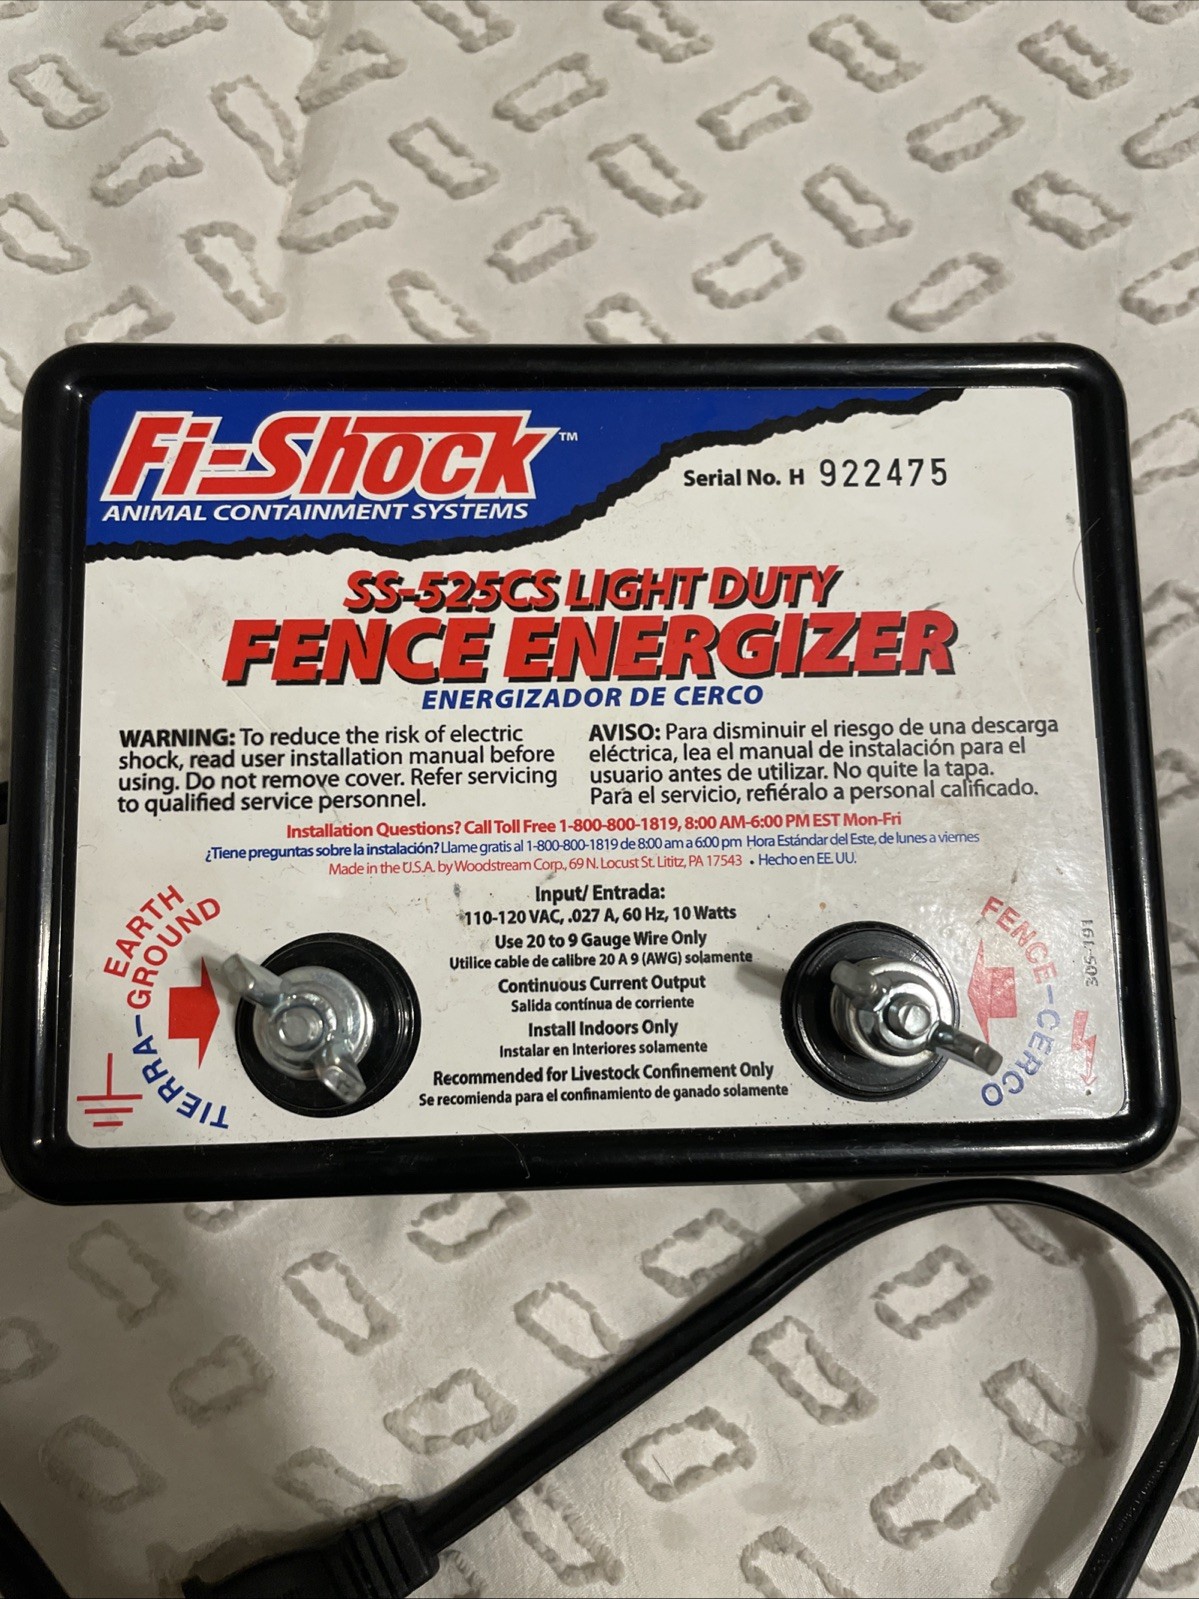 Fi-Shock™
ANIMAL CONTAINMENT SYSTEMS
Serial No. H 922475
SS-525CS LIGHT DUTY
FENCE ENERGIZER
ENERGIZADOR DE CERCO
WARNING: To reduce the risk of electric
shock, read user installation manual before
using. Do not remove cover. Refer servicing
to qualified service personnel.
AVISO: Para disminuir el riesgo de una descarga
eléctrica, lea el manual de instalación para el
usuario antes de utilizar. No quite la tapa.
Para el servicio, refiéralo a personal calificado.
Installation Questions? Call Toll Free 1-800-800-1819, 8:00 AM-6:00 PM EST Mon-Fri
¿Tiene preguntas sobre la instalación? Llame gratis al 1-800-800-1819 de 8:00 am a 6:00 pm Hora Estándar del Este, de lunes a viernes
Made in the U.S.A. by Woodstream Corp., 69 N. Locust St. Lititz, PA 17543 • Hecho en EE. UU.
EARTH
GROUND
TIERRA
Input/ Entrada:
110-120 VAC, .027 A, 60 Hz, 10 Watts
Use 20 to 9 Gauge Wire Only
Utilice cable de calibre 20 A 9 (AWG) solamente
Continuous Current Output
Salida contínua de corriente
Install Indoors Only
Instalar en Interiores solamente
Recommended for Livestock Confinement Only
Se recomienda para el confinamiento de ganado solamente
FENCE-CERCO
305-191